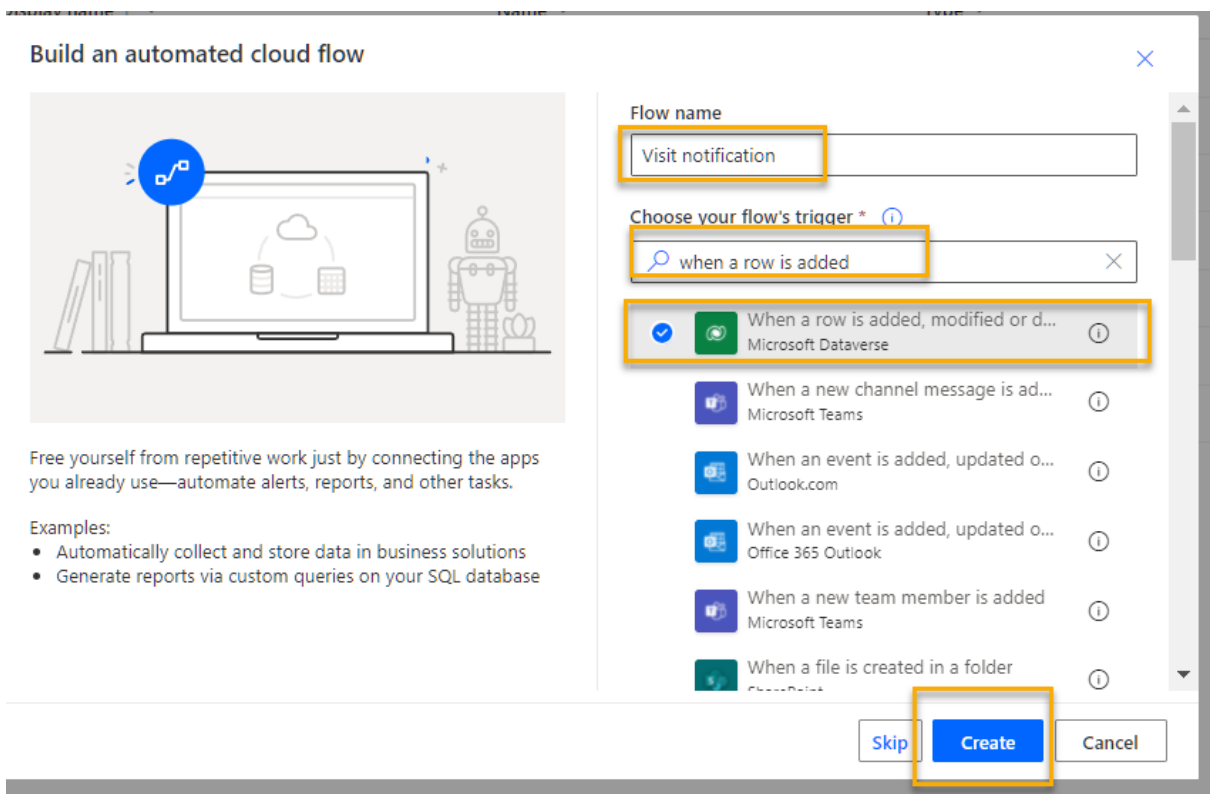 Display name
Name
Type
Build an automated cloud flow
Flow name
Visit notification
Choose your flow's trigger *
when a row is added
When a row is added, modified or d...
Microsoft Dataverse
When a new channel message is ad...
Microsoft Teams
When an event is added, updated o...
Outlook.com
When an event is added, updated o...
Office 365 Outlook
When a new team member is added
Microsoft Teams
When a file is created in a folder
SharePoint
Free yourself from repetitive work just by connecting the apps
you already use—automate alerts, reports, and other tasks.
Examples:
• Automatically collect and store data in business solutions
• Generate reports via custom queries on your SQL database
Skip
Create
Cancel